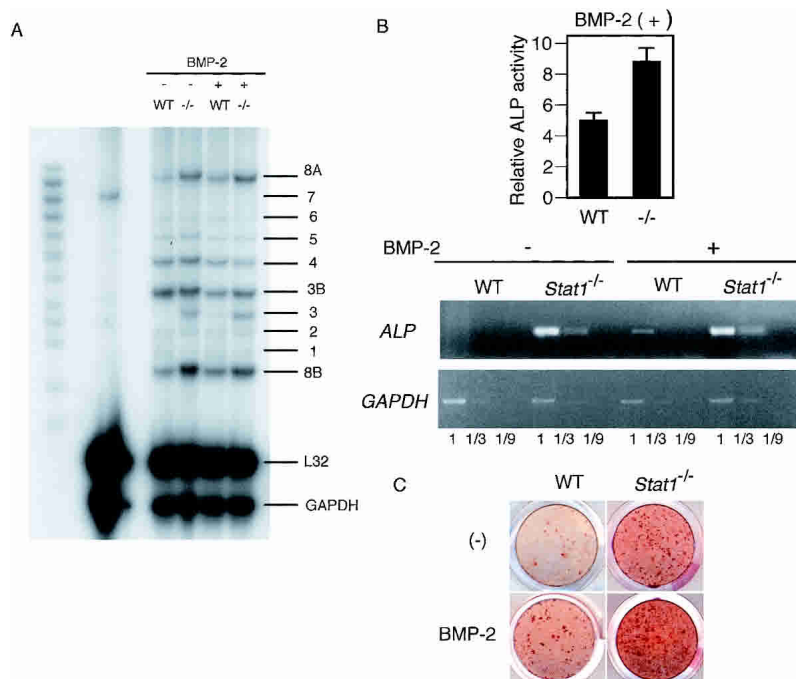 A
BMP-2
- - + +
WT -/- WT -/-
8A
7
6
5
4
3B
3
2
1
8B
L32
GAPDH
B
BMP-2 (+)
Relative ALP activity
10
8
6
4
2
0
WT -/-
BMP-2 - +
WT Stat1-/- WT Stat1-/-
ALP
GAPDH
1 1/3 1/9 1 1/3 1/9 1 1/3 1/9 1 1/3 1/9
C
WT Stat1-/-
(-)
BMP-2